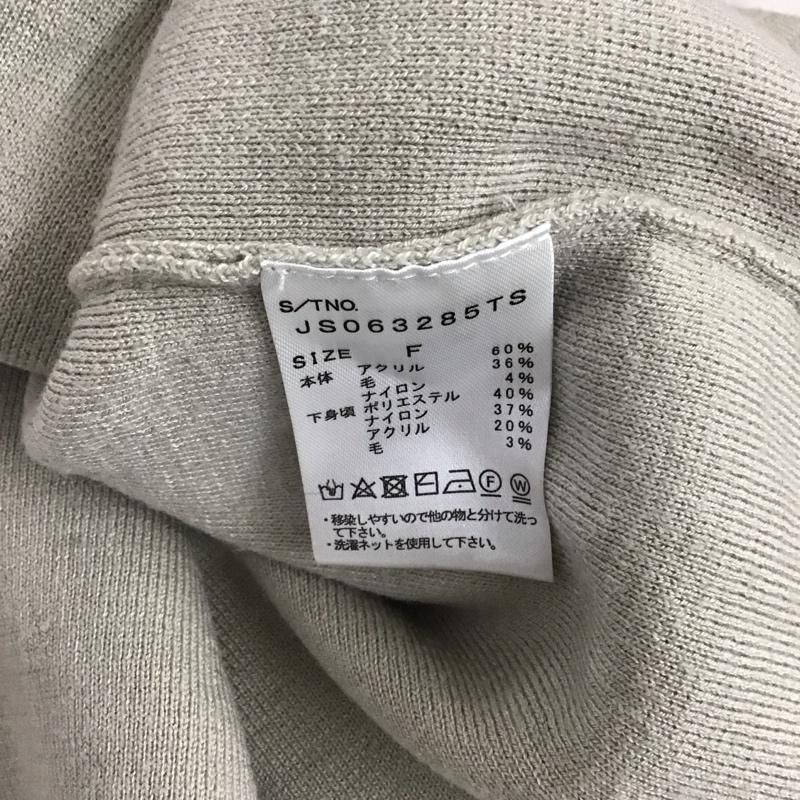 S/TNO.
JS063285TS
SIZE F
本体 アクリル 60%
毛 36%
ナイロン 4%
下身頃 ポリエステル 40%
ナイロン 37%
アクリル 20%
毛 3%
F W
・移染しやすいので他の物と分けて洗っ
て下さい。
・洗濯ネットを使用して下さい。